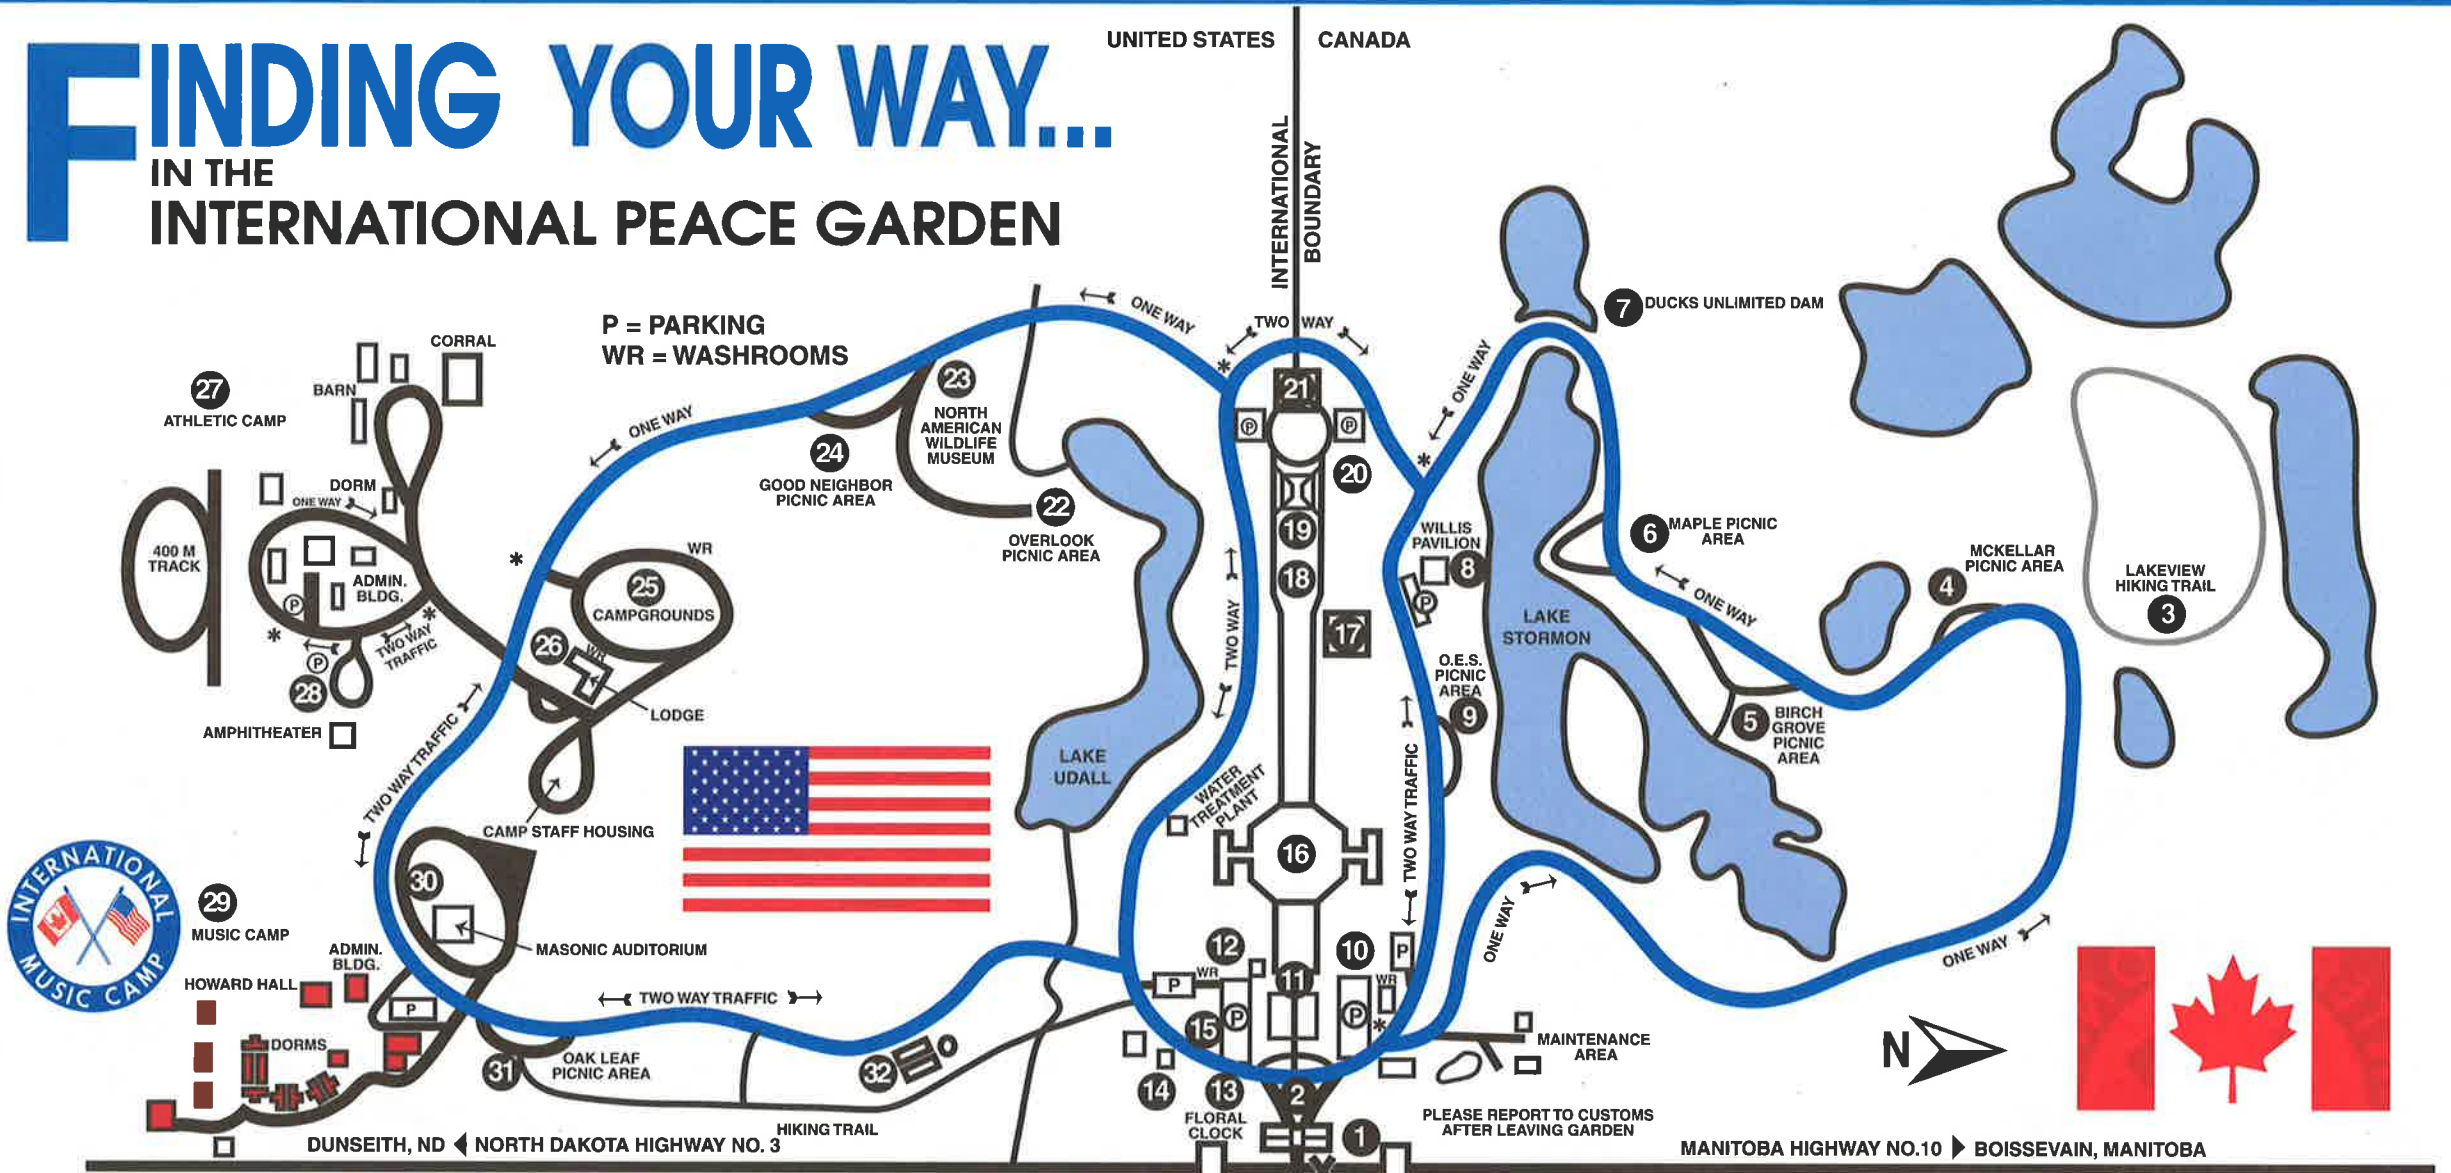 UNITED STATES
CANADA
FINDING YOUR WAY...
IN THE
INTERNATIONAL PEACE GARDEN
INTERNATIONAL
BOUNDARY
P = PARKING
WR = WASHROOMS
ONE WAY
TWO WAY
*
7 DUCKS UNLIMITED DAM
ONE WAY
*
CORRAL
BARN
27
ATHLETIC CAMP
ONE WAY
23
NORTH
AMERICAN
WILDLIFE
MUSEUM
24
GOOD NEIGHBOR
PICNIC AREA
22
OVERLOOK
PICNIC AREA
21
P
P
20
19
18
17
DORM
ONE WAY
400 M
TRACK
ADMIN.
BLDG.
P
*
*
TWO WAY
TRAFFIC
P
28
AMPHITHEATER
*
WR
25
CAMPGROUNDS
26
WR
LODGE
CAMP STAFF HOUSING
TWO WAY TRAFFIC
TWO WAY
WILLIS
PAVILION
8
P
O.E.S.
PICNIC
AREA
9
LAKE
STORMON
6 MAPLE PICNIC
AREA
ONE WAY
MCKELLAR
PICNIC AREA
4
LAKEVIEW
HIKING TRAIL
3
5 BIRCH
GROVE
PICNIC
AREA
LAKE
UDALL
WATER
TREATMENT
PLANT
TWO WAY TRAFFIC
16
INTERNATIONAL
MUSIC CAMP
29
MUSIC CAMP
30
MASONIC AUDITORIUM
ADMIN.
BLDG.
HOWARD HALL
P
DORMS
TWO WAY TRAFFIC
31
OAK LEAF
PICNIC AREA
32
HIKING TRAIL
12
WR
P
11
10
P
WR
*
15
P
P
14
13
FLORAL
CLOCK
2
1
ONE WAY
ONE WAY
MAINTENANCE
AREA
N
PLEASE REPORT TO CUSTOMS
AFTER LEAVING GARDEN
DUNSEITH, ND NORTH DAKOTA HIGHWAY NO. 3
MANITOBA HIGHWAY NO.10 BOISSEVAIN, MANITOBA